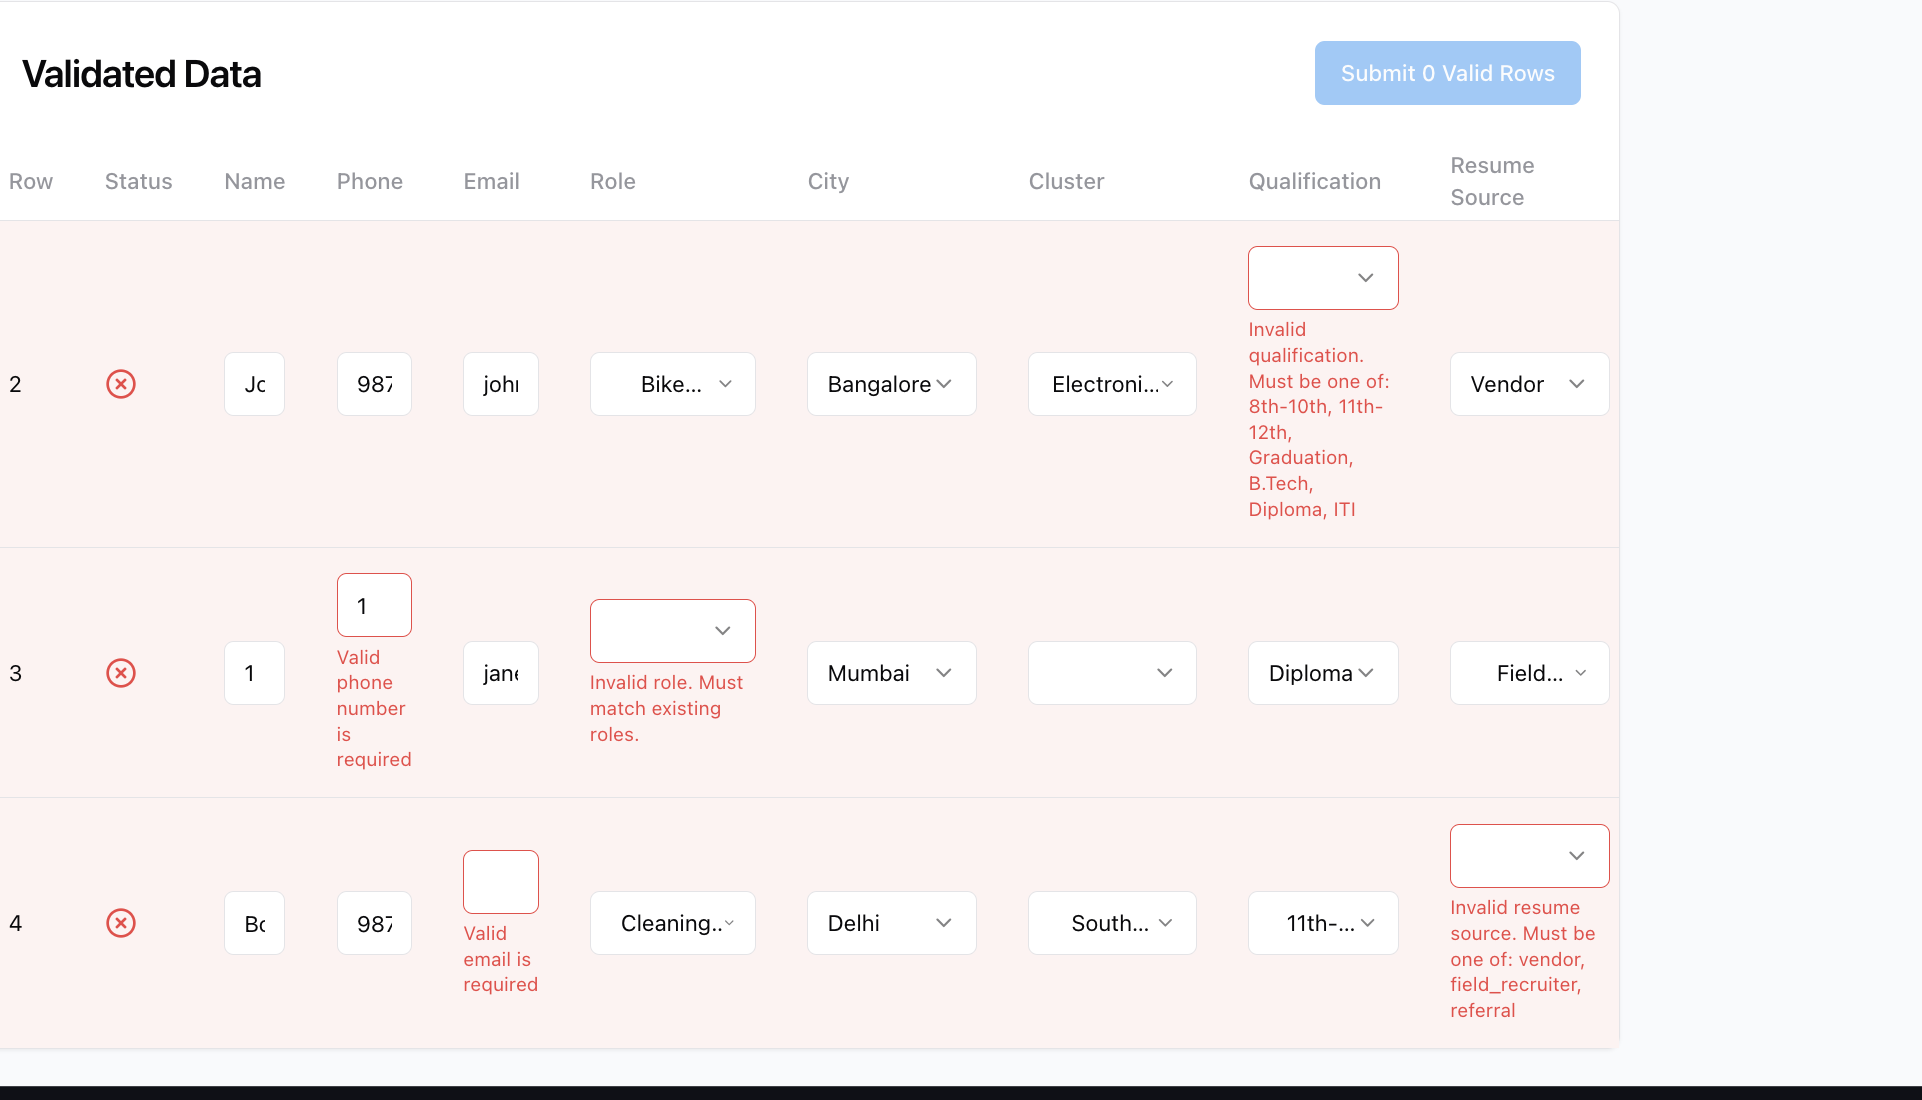 Validated Data
Submit 0 Valid Rows
Row Status Name Phone Email Role City Cluster Qualification Resume Source
2 Jo 987 john Bike... Bangalore Electroni... Vendor
Invalid
qualification.
Must be one of:
8th-10th, 11th-
12th,
Graduation,
B.Tech,
Diploma, ITI
3 1 1 jane Mumbai Diploma Field...
Valid
phone
number
is
required
Invalid role. Must
match existing
roles.
4 Bo 987 Cleaning.. Delhi South... 11th-...
Valid
email is
required
Invalid resume
source. Must be
one of: vendor,
field_recruiter,
referral